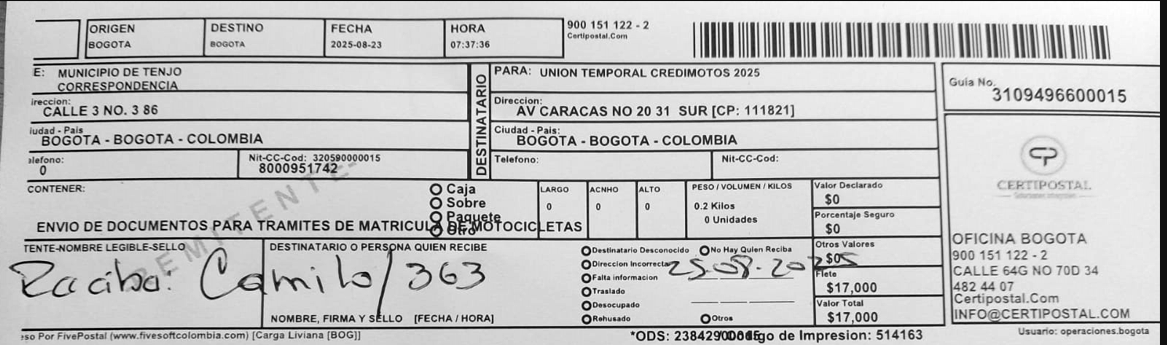 ORIGEN
BOGOTA
DESTINO
BOGOTA
FECHA
2025-08-23
HORA
07:37:36
900 151 122 - 2
Certipostal.Com
E: MUNICIPIO DE TENJO
CORRESPONDENCIA
ireccion:
CALLE 3 NO. 3 86
iudad - Pais
BOGOTA - BOGOTA - COLOMBIA
elefono:
0
Nit-CC-Cod: 320590000015
8000951742
DESTINATARIO
PARA: UNION TEMPORAL CREDIMOTOS 2025
Direccion:
AV CARACAS NO 20 31 SUR [CP: 111821]
Ciudad - Pais:
BOGOTA - BOGOTA - COLOMBIA
Telefono:
Nit-CC-Cod:
Guia No.
3109496600015
CONTENER:
ENVIO DE DOCUMENTOS PARA TRAMITES DE MATRICULA DE MOTOCICLETAS
Caja
Sobre
Paquete
Otro
LARGO
0
ACNHO
0
ALTO
0
PESO / VOLUMEN / KILOS
0.2 Kilos
0 Unidades
Valor Declarado
$0
Porcentaje Seguro
$0
Otros Valores
$0
Flete
$17,000
Valor Total
$17,000
REMITENTE-
TENTE-NOMBRE LEGIBLE-SELLO
DESTINATARIO O PERSONA QUIEN RECIBE
Camilo/363
NOMBRE, FIRMA Y SELLO [FECHA / HORA]
Destinatario Desconocido
No Hay Quien Reciba
Direccion Incorrecta
Falta informacion
Traslado
Desocupado
Rehusado
Otros
25-08-2025
CP
CERTIPOSTAL
OFICINA BOGOTA
900 151 122 - 2
CALLE 64G NO 70D 34
482 44 07
Certipostal.Com
INFO@CERTIPOSTAL.COM
eso Por FivePostal (www.fivesoftcolombia.com) [Carga Liviana [BOG]]
*ODS:
de Impresion: 514163
Usuario: operaciones.bogota